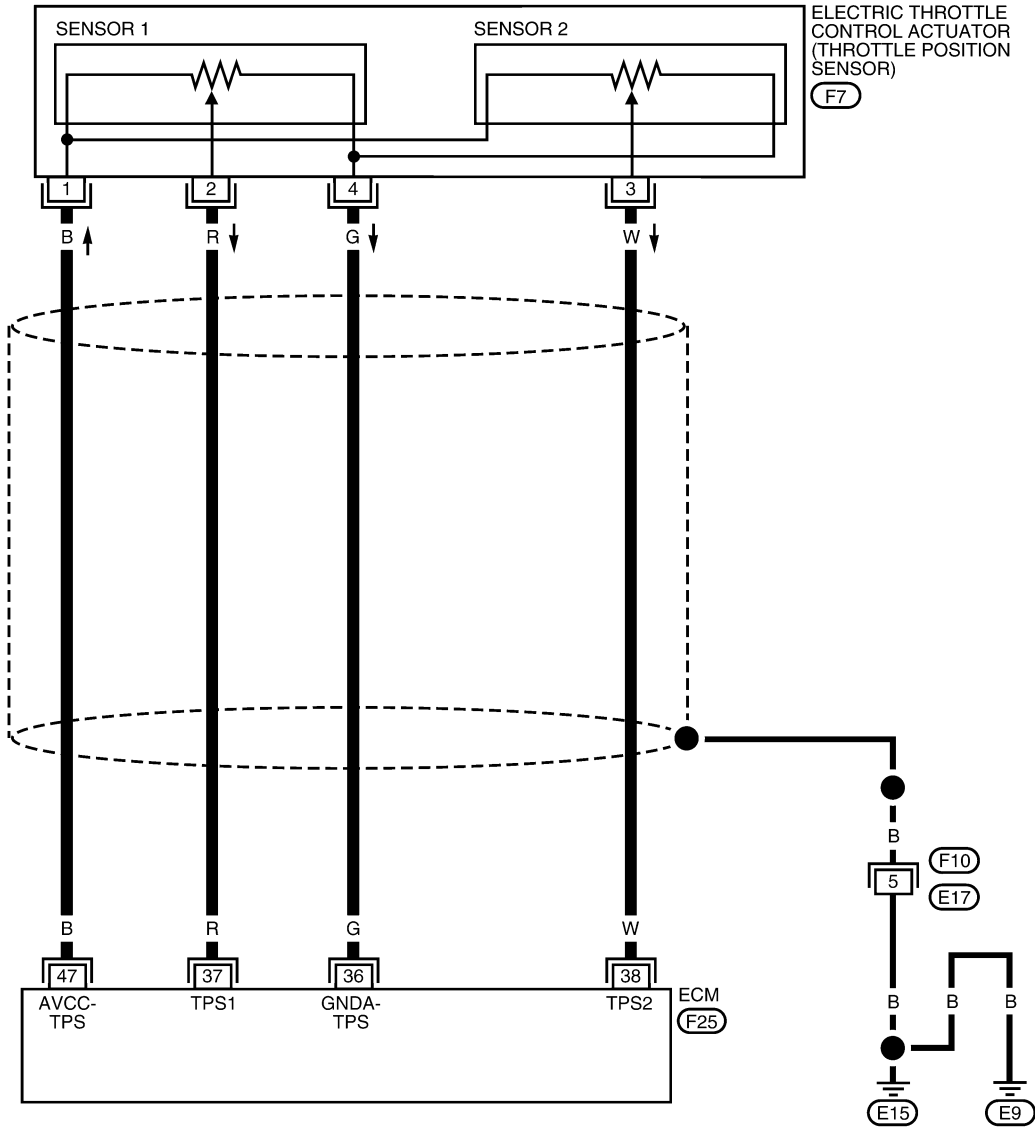 ELECTRIC THROTTLE
CONTROL ACTUATOR
(THROTTLE POSITION
SENSOR)
F7
SENSOR 1
SENSOR 2
1
2
4
3
B
R
G
W
B
R
G
W
47
37
36
38
AVCC-
TPS
TPS1
GNDA-
TPS
TPS2
ECM
F25
B
5
F10
E17
B
B
B
E15
E9